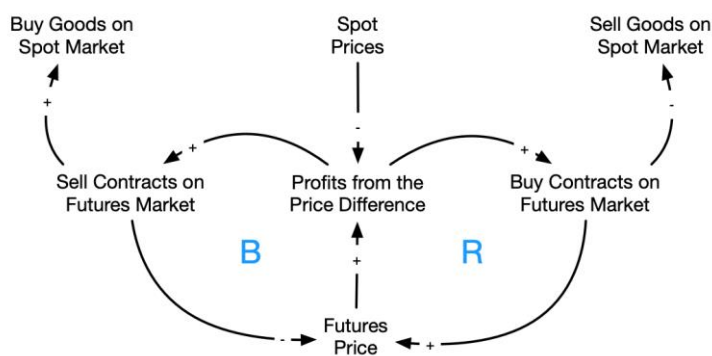 Buy Goods on
Spot Market
Spot
Prices
Sell Goods on
Spot Market
+
-
-
+
+
Sell Contracts on
Futures Market
Profits from the
Price Difference
Buy Contracts on
Futures Market
B
R
+
-
+
Futures
Price